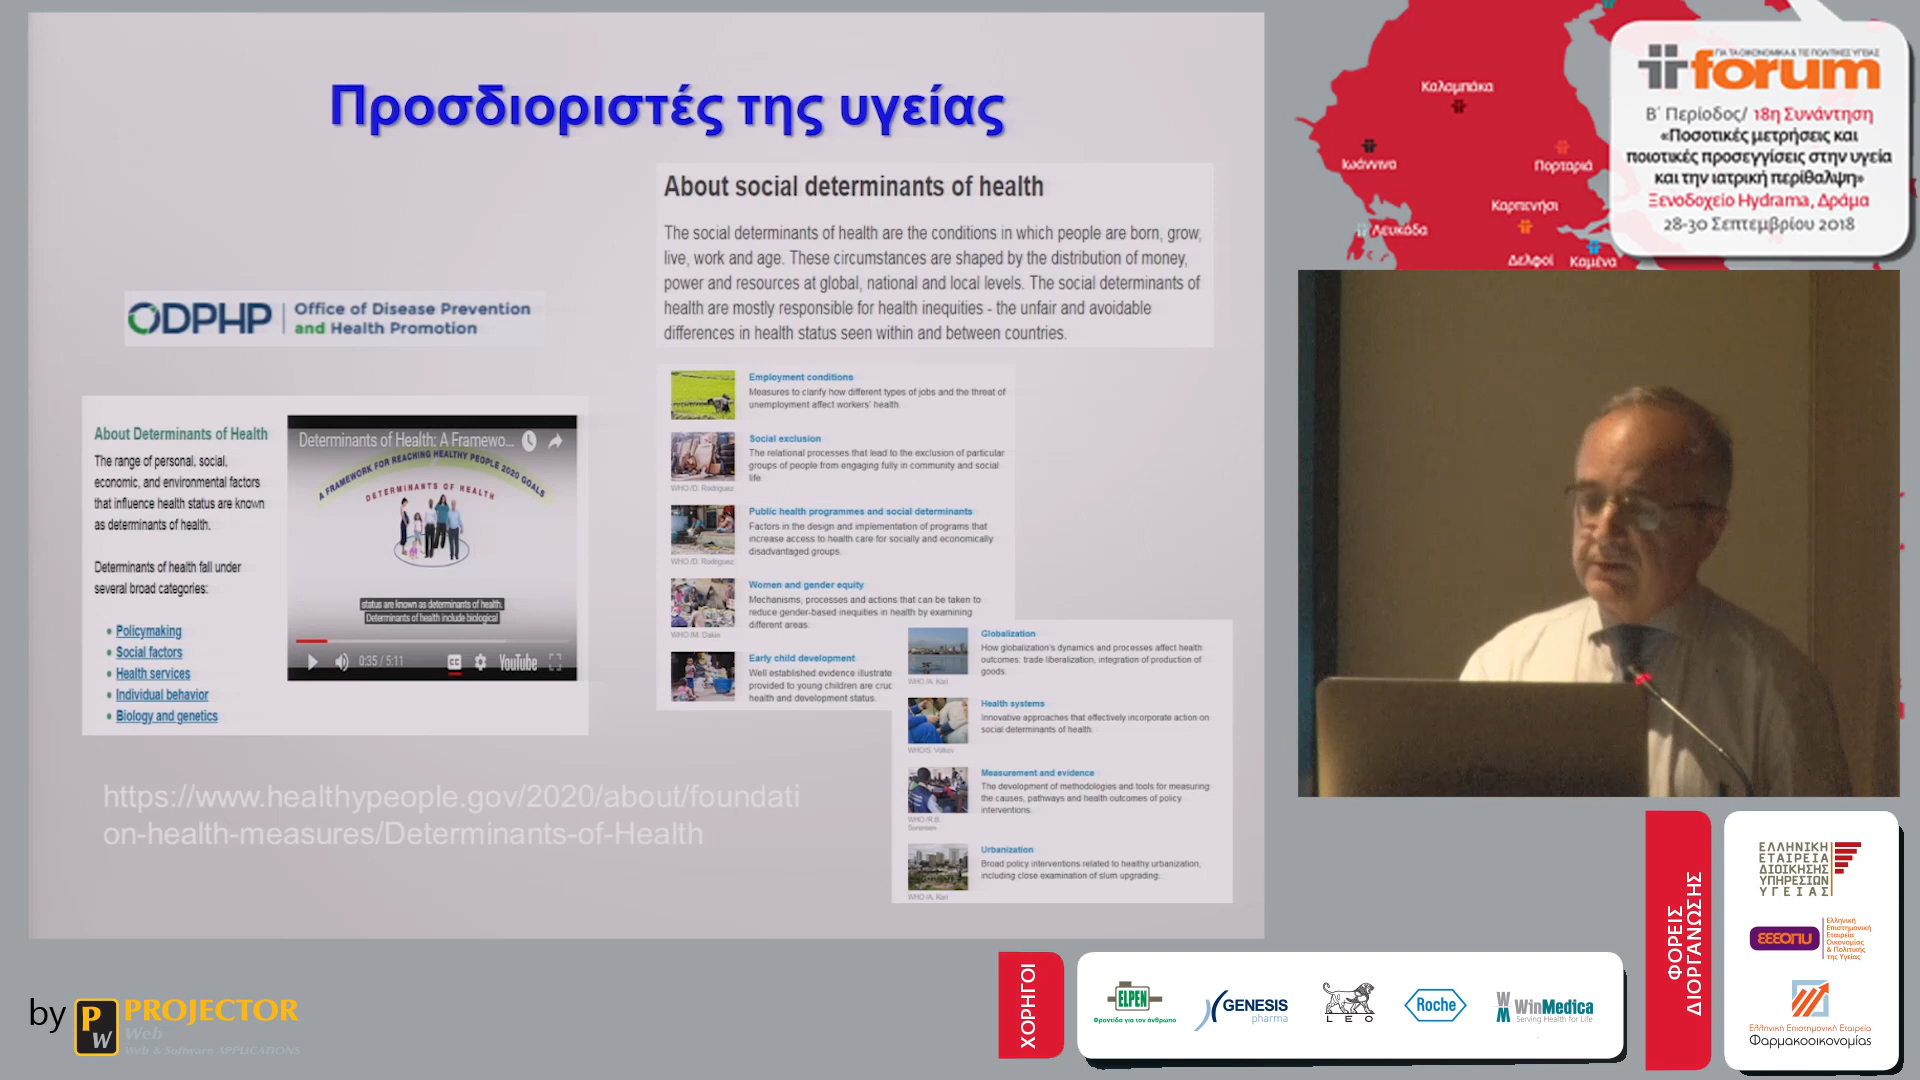 Προσδιοριστές της υγείας
About social determinants of health
The social determinants of health are the conditions in which people are born, grow,
live, work and age. These circumstances are shaped by the distribution of money,
power and resources at global, national and local levels. The social determinants of
health are mostly responsible for health inequities - the unfair and avoidable
differences in health status seen within and between countries.
ODPHP
Office of Disease Prevention
and Health Promotion
About Determinants of Health
The range of personal, social,
economic, and environmental factors
that influence health status are known
as determinants of health.
Determinants of health fall under
several broad categories:
• Policymaking
• Social factors
• Health services
• Individual behavior
• Biology and genetics
Determinants of Health: A Framewo...
A FRAMEWORK FOR REACHING HEALTHY PEOPLE 2020 GOALS
DETERMINANTS OF HEALTH
status are known as determinants of health.
Determinants of health include biological
0:35 / 5:11
CC
YouTube
Employment conditions
Measures to clarify how different types of jobs and the threat of
unemployment affect workers' health.
Social exclusion
The relational processes that lead to the exclusion of particular
groups of people from engaging fully in community and social
life.
WHO /D. Rodriguez
Public health programmes and social determinants
Factors in the design and implementation of programs that
increase access to health care for socially and economically
disadvantaged groups.
WHO /D. Rodriguez
Women and gender equity
Mechanisms, processes and actions that can be taken to
reduce gender-based inequities in health by examining
different areas.
Early child development
Well established evidence illustrate
provided to young children are cruc
health and development status.
Globalization
How globalization's dynamics and processes affect health
outcomes: trade liberalization, integration of production of
goods.
WHO /A. Kari
Health systems
Innovative approaches that effectively incorporate action on
social determinants of health.
WHO/S. Volkov
Measurement and evidence
The development of methodologies and tools for measuring
the causes, pathways and health outcomes of policy
interventions.
Urbanization
Broad policy interventions related to healthy urbanization,
including close examination of slum upgrading.
WHO/A. Kari
https://www.healthypeople.gov/2020/about/foundati
on-health-measures/Determinants-of-Health
Καλαμπάκα
Ιωάννινα
Πορταριά
Καρπενήσι
Λευκάδα
Δελφοί
Καμένα
ΓΙΑ ΤΑ ΟΙΚΟΝΟΜΙΚΑ & ΤΙΣ ΠΟΛΙΤΙΚΕΣ ΥΓΕΙΑΣ
forum
Β΄ Περίοδος/ 18η Συνάντηση
«Ποσοτικές μετρήσεις και
ποιοτικές προσεγγίσεις στην υγεία
και την ιατρική περίθαλψη»
Ξενοδοχείο Hydrama, Δράμα
28-30 Σεπτεμβρίου 2018
ΦΟΡΕΙΣ
ΔΙΟΡΓΑΝΩΣΗΣ
ΕΛΛΗΝΙΚΗ
ΕΤΑΙΡΕΙΑ
ΔΙΟΙΚΗΣΗΣ
ΥΠΗΡΕΣΙΩΝ
ΥΓΕΙΑΣ
ΕΕΕΟΠΥ
Ελληνική
Επιστημονική
Εταιρεία
Οικονομίας
& Πολιτικής
της Υγείας
Ελληνική Επιστημονική Εταιρεία
Φαρμακοοικονομίας
ΧΟΡΗΓΟΙ
ELPEN
Φροντίδα για τον άνθρωπο
GENESIS
pharma
LEO
Roche
WinMedica
Serving Health for Life
by
PW
PROJECTOR
Web
Web & Software APPLICATIONS